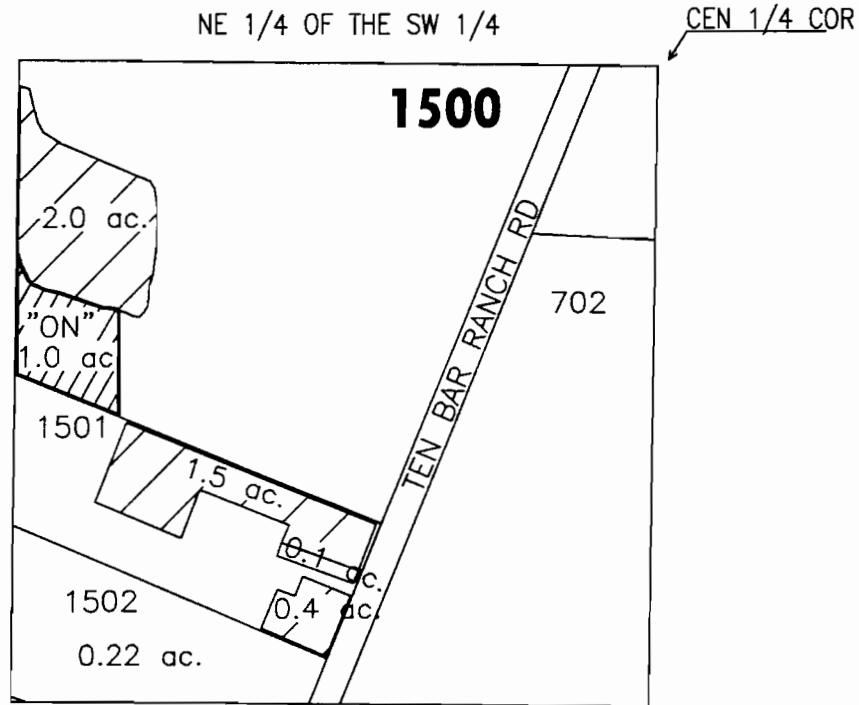 NE 1/4 OF THE SW 1/4
CEN 1/4 COR
1500
2.0 ac.
TEN BAR RANCH RD
702
"ON"
1.0 ac
1501
1.5 ac.
0.1 ac.
1502
0.4 ac.
0.22 ac.